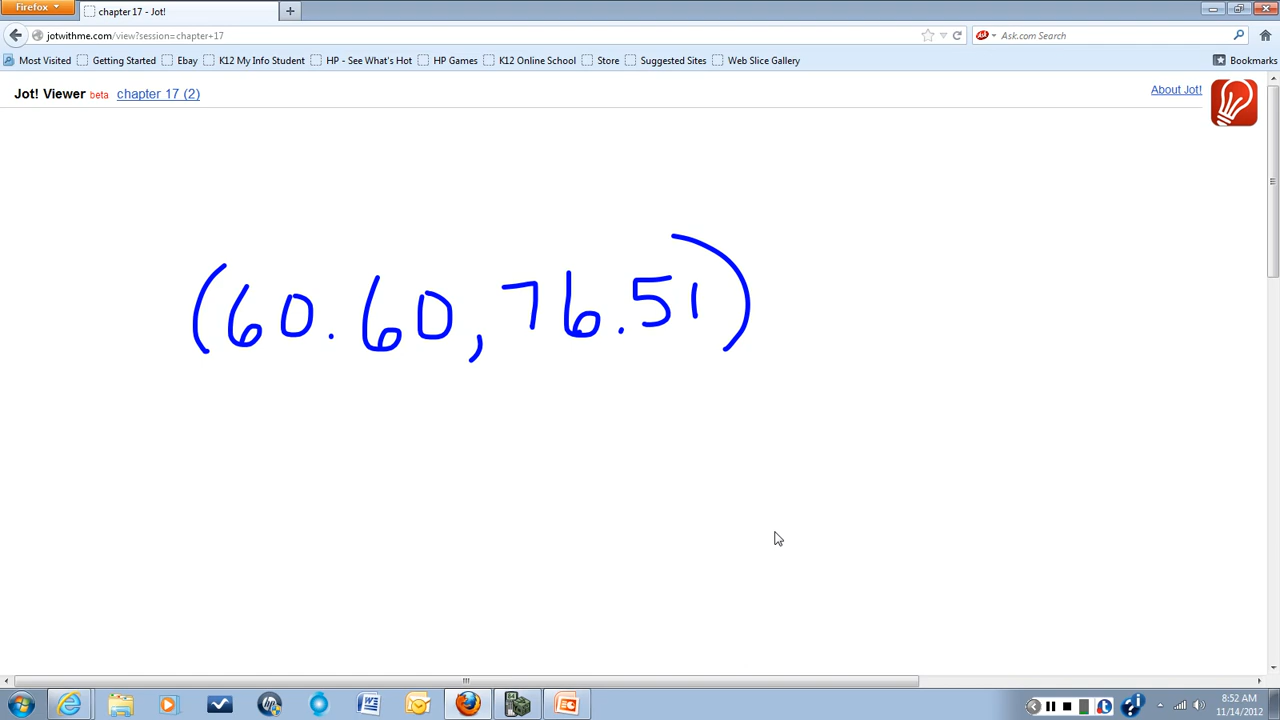 Firefox
chapter 17 - Jot!
jotwithme.com/view?session=chapter+17
Ask.com Search
Most Visited Getting Started Ebay K12 My Info Student HP - See What's Hot HP Games K12 Online School Store Suggested Sites Web Slice Gallery Bookmarks
Jot! Viewer beta chapter 17 (2) About Jot!
(60.60, 76.51)
8:52 AM
11/14/2012